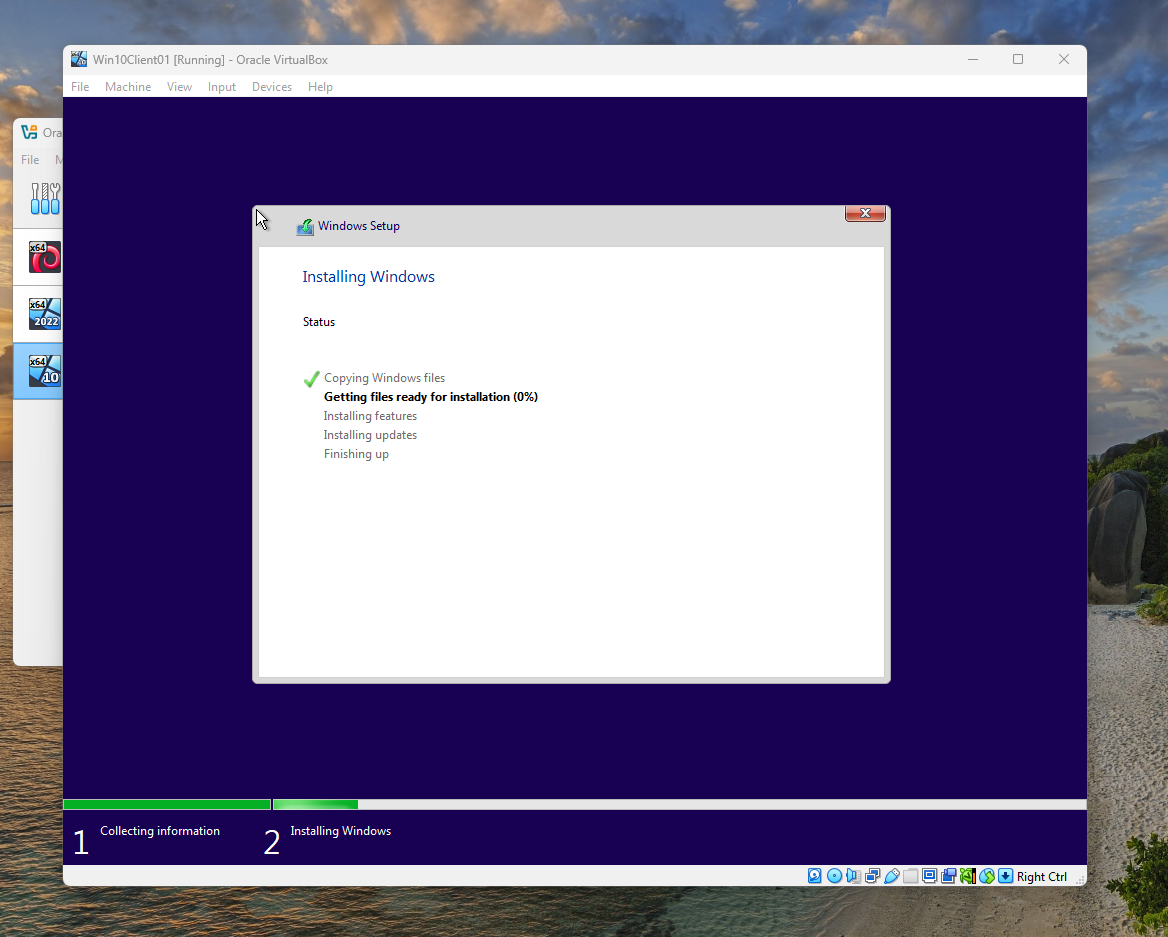 Win10Client01 [Running] - Oracle VirtualBox
File Machine View Input Devices Help
Ora
File M
x64
x64
2022
x64
10
Windows Setup
Installing Windows
Status
Copying Windows files
Getting files ready for installation (0%)
Installing features
Installing updates
Finishing up
1 Collecting information
2 Installing Windows
Right Ctrl